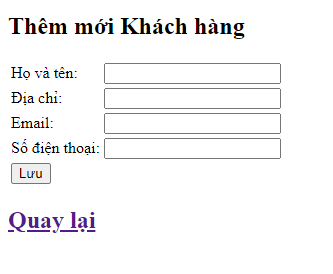 Thêm mới Khách hàng
Họ và tên:
Địa chỉ:
Email:
Số điện thoại:
Lưu
Quay lại